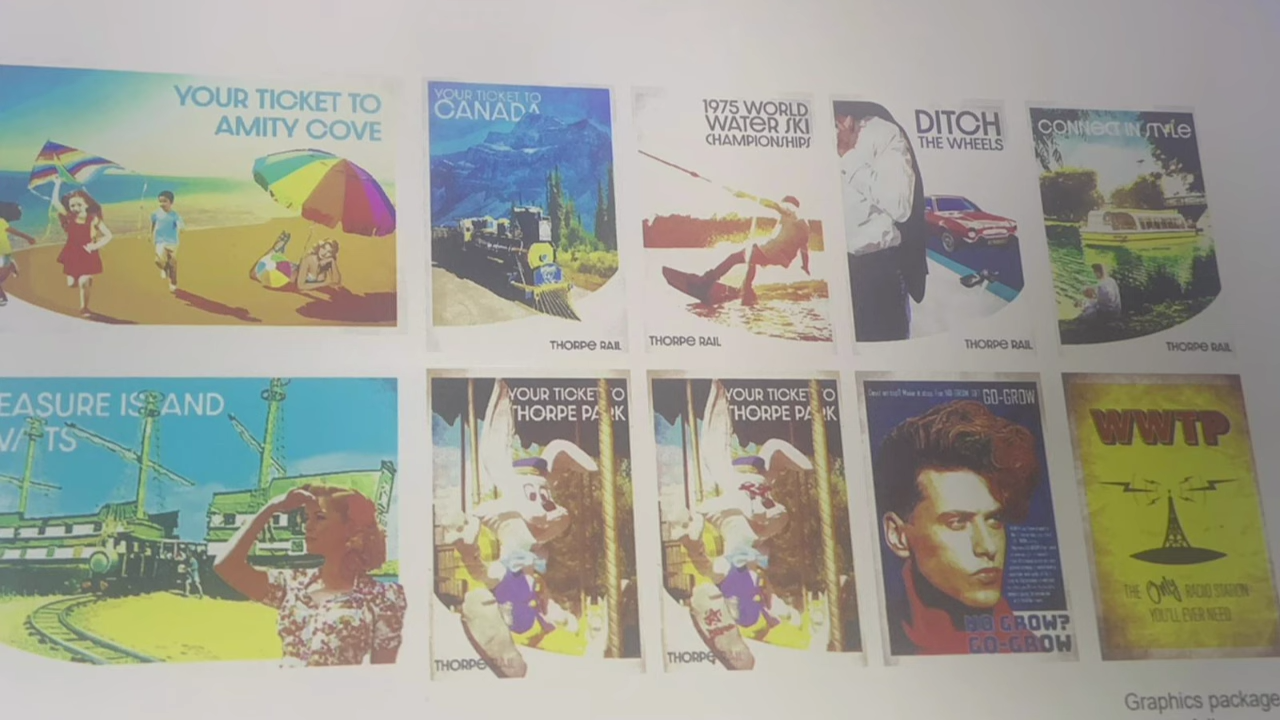 YOUR TICKET TO
AMITY COVE
YOUR TICKET TO
CANADA
THORPE RAIL
1975 WORLD
WATER SKI
CHAMPIONSHIPS
THORPE RAIL
DITCH
THE WHEELS
THORPE RAIL
CONNECT IN STYLE
THORPE RAIL
EASURE ISLAND
TS
YOUR TICKET TO
THORPE PARK
THORPE RAIL
YOUR TICKET TO
THORPE PARK
THORPE
GO-GROW
NO GROW?
GO-GROW
WWTP
THE Only RADIO STATION
YOU'LL EVER NEED
Graphics package